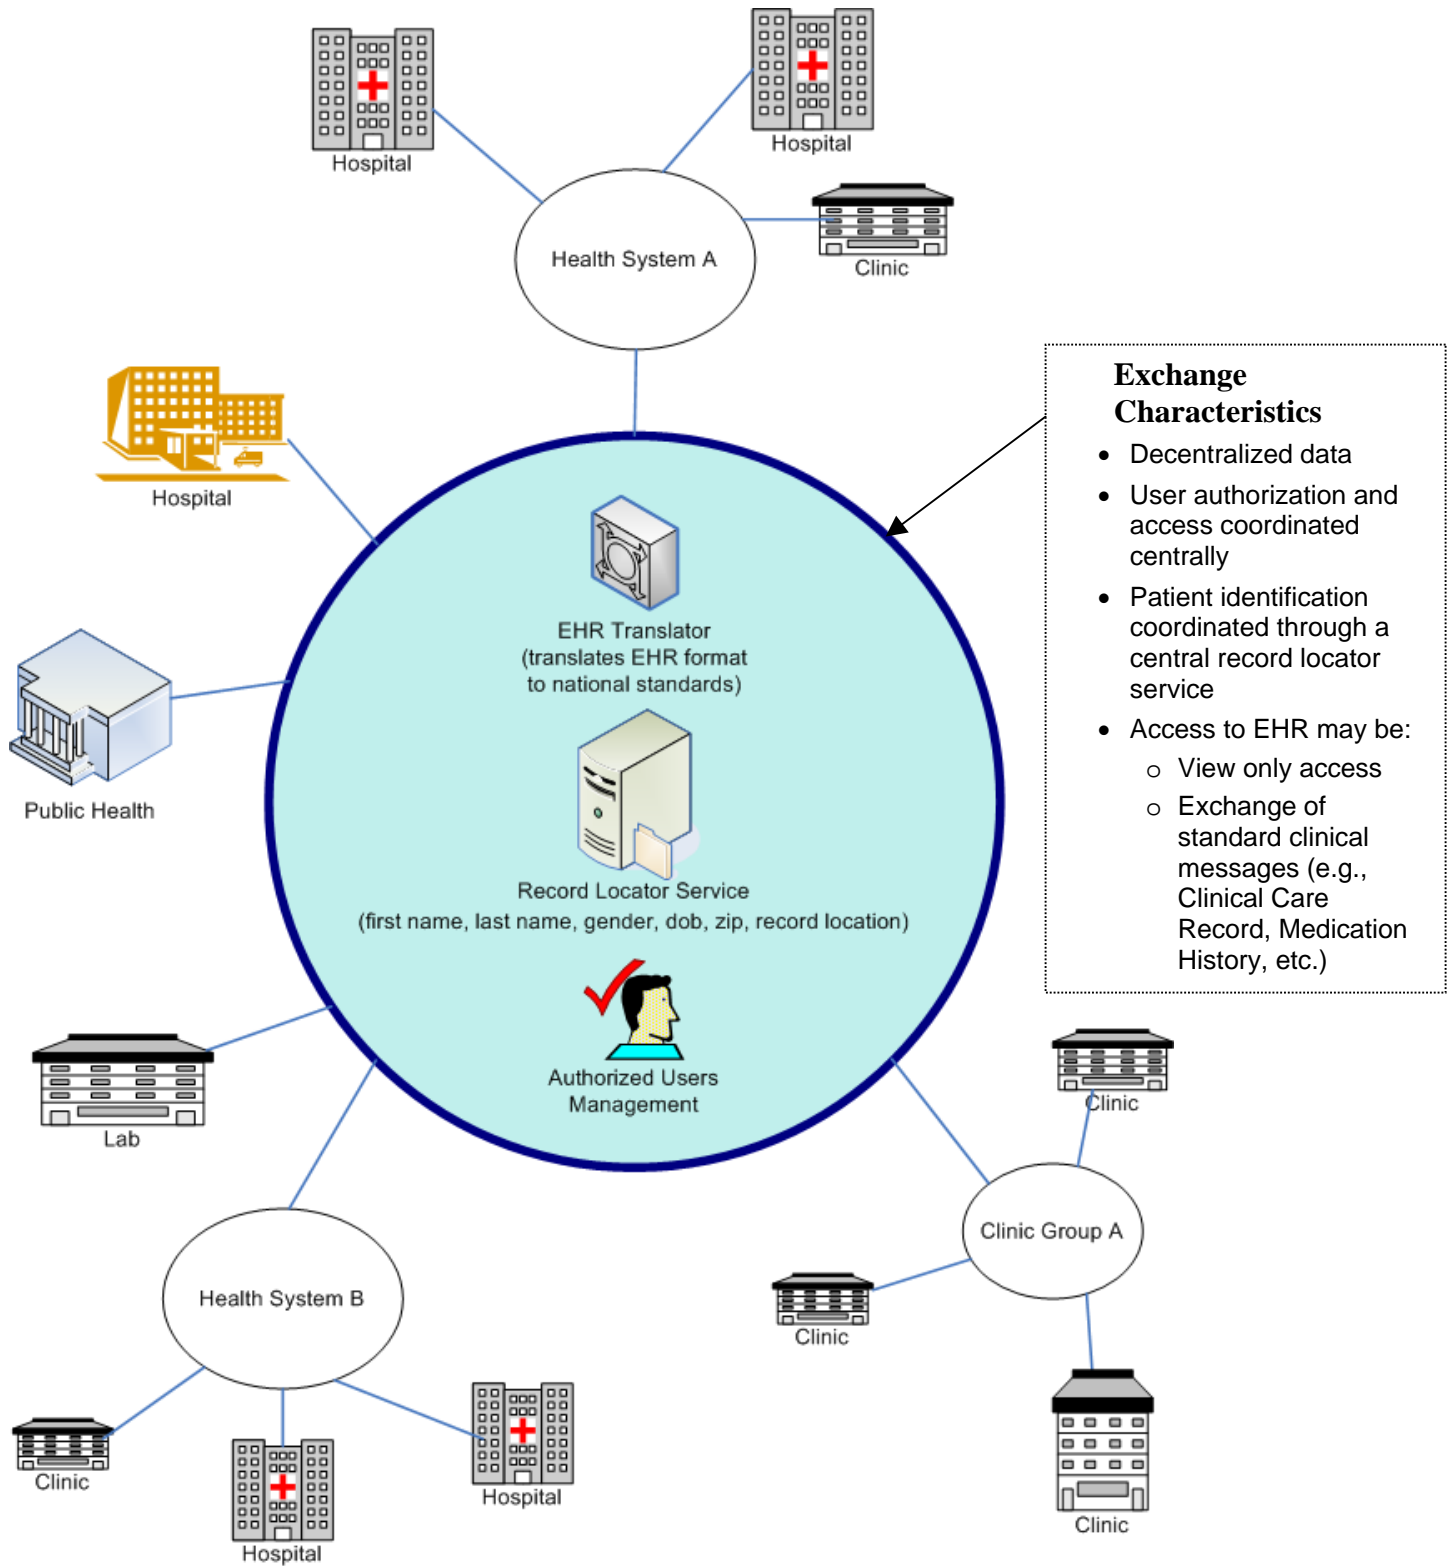 Hospital
Hospital
Health System A
Clinic
Exchange
Characteristics
• Decentralized data
• User authorization and
access coordinated
centrally
• Patient identification
coordinated through a
central record locator
service
• Access to EHR may be:
o View only access
o Exchange of
standard clinical
messages (e.g.,
Clinical Care
Record, Medication
History, etc.)
Hospital
EHR Translator
(translates EHR format
to national standards)
Public Health
Record Locator Service
(first name, last name, gender, dob, zip, record location)
Authorized Users
Management
Lab
Clinic
Clinic Group A
Health System B
Clinic
Clinic
Hospital
Hospital
Clinic